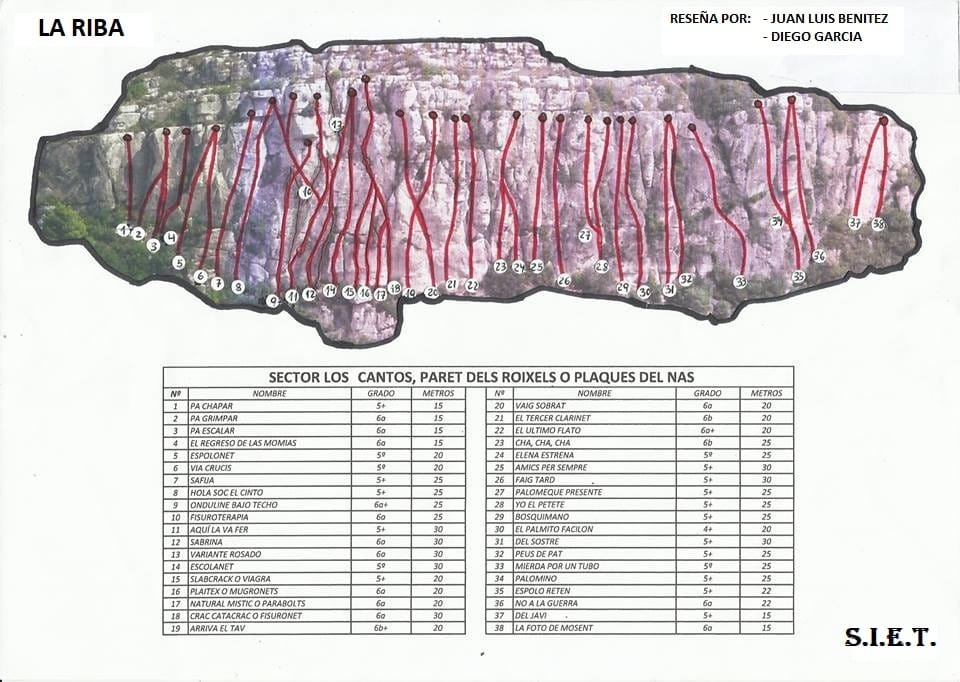 LA RIBA
RESEÑA POR: - JUAN LUIS BENITEZ
- DIEGO GARCIA
13
10
1 2 3 4 5 6 7 8 9 11 12 14 15 16 17 18 19 20 21 22 23 24 25 26 27 28 29 30 31 32 33 34 35 36 37 38
SECTOR LOS CANTOS, PARET DELS ROIXELS O PLAQUES DEL NAS
Nº NOMBRE GRADO METROS
1 PA CHAPAR 5+ 15
2 PA GRIMPAR 6a 15
3 PA ESCALAR 6a 15
4 EL REGRESO DE LAS MOMIAS 6a 15
5 ESPOLONET 5º 20
6 VIA CRUCIS 5º 20
7 SAFIJA 5+ 25
8 HOLA SOC EL CINTO 5+ 25
9 ONDULINE BAJO TECHO 6a+ 25
10 FISUROTERAPIA 6a 25
11 AQUÍ LA VA FER 5+ 30
12 SABRINA 6a 30
13 VARIANTE ROSADO 6a 30
14 ESCOLANET 5º 30
15 SLABCRACK O VIAGRA 5+ 20
16 PLAITEX O MUGRONETS 6a 20
17 NATURAL MISTIC O PARABOLTS 6a 20
18 CRAC CATACRAC O FISURONET 6a 30
19 ARRIVA EL TAV 6b+ 20
Nº NOMBRE GRADO METROS
20 VAIG SOBRAT 6a 20
21 EL TERCER CLARINET 6b 20
22 EL ULTIMO FLATO 6a+ 20
23 CHA, CHA, CHA 6b 25
24 ELENA ESTRENA 5º 25
25 AMICS PER SEMPRE 5+ 30
26 FAIG TARD 5+ 30
27 PALOMEQUE PRESENTE 5+ 25
28 YO EL PETETE 5+ 25
29 BOSQUIMANO 5+ 25
30 EL PALMITO FACILON 4+ 20
31 DEL SOSTRE 5+ 30
32 PEUS DE PAT 5+ 25
33 MIERDA POR UN TUBO 5º 25
34 PALOMINO 5+ 25
35 ESPOLO RETEN 5+ 22
36 NO A LA GUERRA 6a 22
37 DEL JAVI 5+ 15
38 LA FOTO DE MOSENT 6a 15
S.I.E.T.